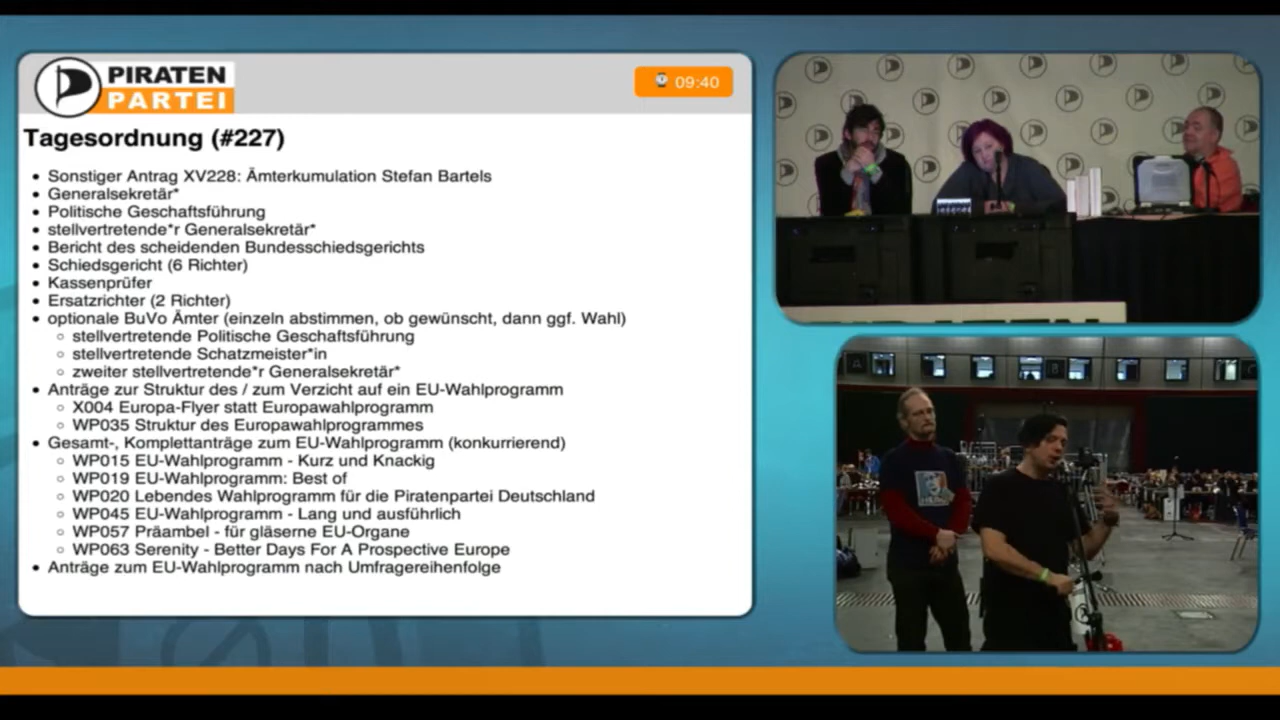 PIRATEN
PARTEI
09:40
Tagesordnung (#227)
• Sonstiger Antrag XV228: Ämterkumulation Stefan Bartels
• Generalsekretär*
• Politische Geschaftsführung
• stellvertretende*r Generalsekretär*
• Bericht des scheidenden Bundesschiedsgerichts
• Schiedsgericht (6 Richter)
• Kassenprüfer
• Ersatzrichter (2 Richter)
• optionale BuVo Ämter (einzeln abstimmen, ob gewünscht, dann ggf. Wahl)
◦ stellvertretende Politische Geschaftsführung
◦ stellvertretende Schatzmeister*in
◦ zweiter stellvertretende*r Generalsekretär*
• Anträge zur Struktur des / zum Verzicht auf ein EU-Wahlprogramm
◦ X004 Europa-Flyer statt Europawahlprogramm
◦ WP035 Struktur des Europawahlprogrammes
• Gesamt-, Komplettanträge zum EU-Wahlprogramm (konkurrierend)
◦ WP015 EU-Wahlprogramm - Kurz und Knackig
◦ WP019 EU-Wahlprogramm: Best of
◦ WP020 Lebendes Wahlprogramm für die Piratenpartei Deutschland
◦ WP045 EU-Wahlprogramm - Lang und ausführlich
◦ WP057 Präambel - für gläserne EU-Organe
◦ WP063 Serenity - Better Days For A Prospective Europe
• Anträge zum EU-Wahlprogramm nach Umfragereihenfolge